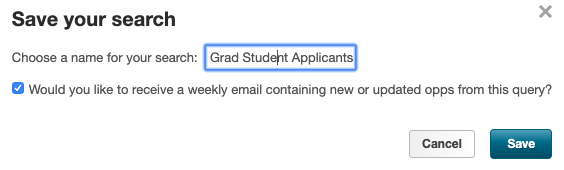 Save your search
Choose a name for your search: Grad Student Applicants
Would you like to receive a weekly email containing new or updated opps from this query?
Cancel Save